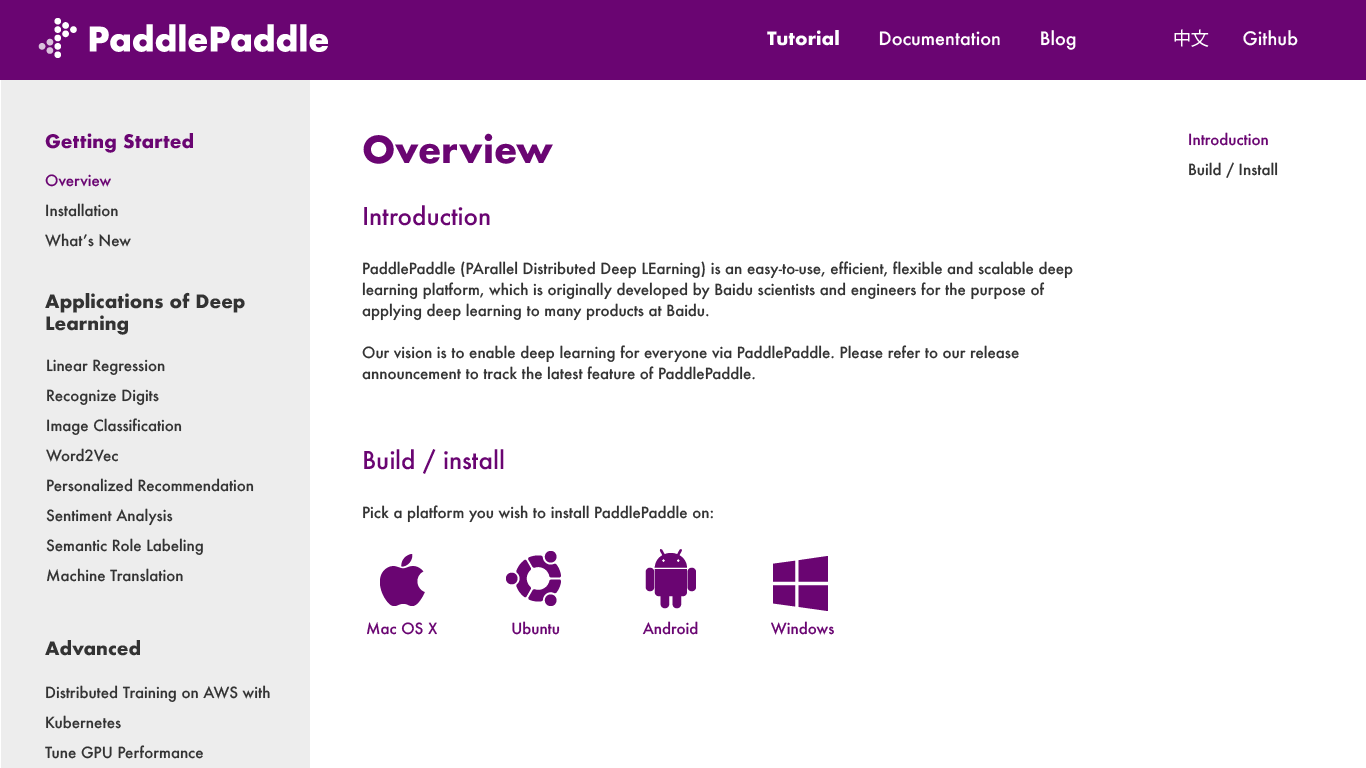 PaddlePaddle
Tutorial
Documentation
Blog
中文
Github
Getting Started
Overview
Installation
What's New
Applications of Deep
Learning
Linear Regression
Recognize Digits
Image Classification
Word2Vec
Personalized Recommendation
Sentiment Analysis
Semantic Role Labeling
Machine Translation
Advanced
Distributed Training on AWS with
Kubernetes
Tune GPU Performance
Overview
Introduction
PaddlePaddle (PArallel Distributed Deep LEarning) is an easy-to-use, efficient, flexible and scalable deep
learning platform, which is originally developed by Baidu scientists and engineers for the purpose of
applying deep learning to many products at Baidu.
Our vision is to enable deep learning for everyone via PaddlePaddle. Please refer to our release
announcement to track the latest feature of PaddlePaddle.
Build / install
Pick a platform you wish to install PaddlePaddle on:
Mac OS X
Ubuntu
Android
Windows
Introduction
Build / Install